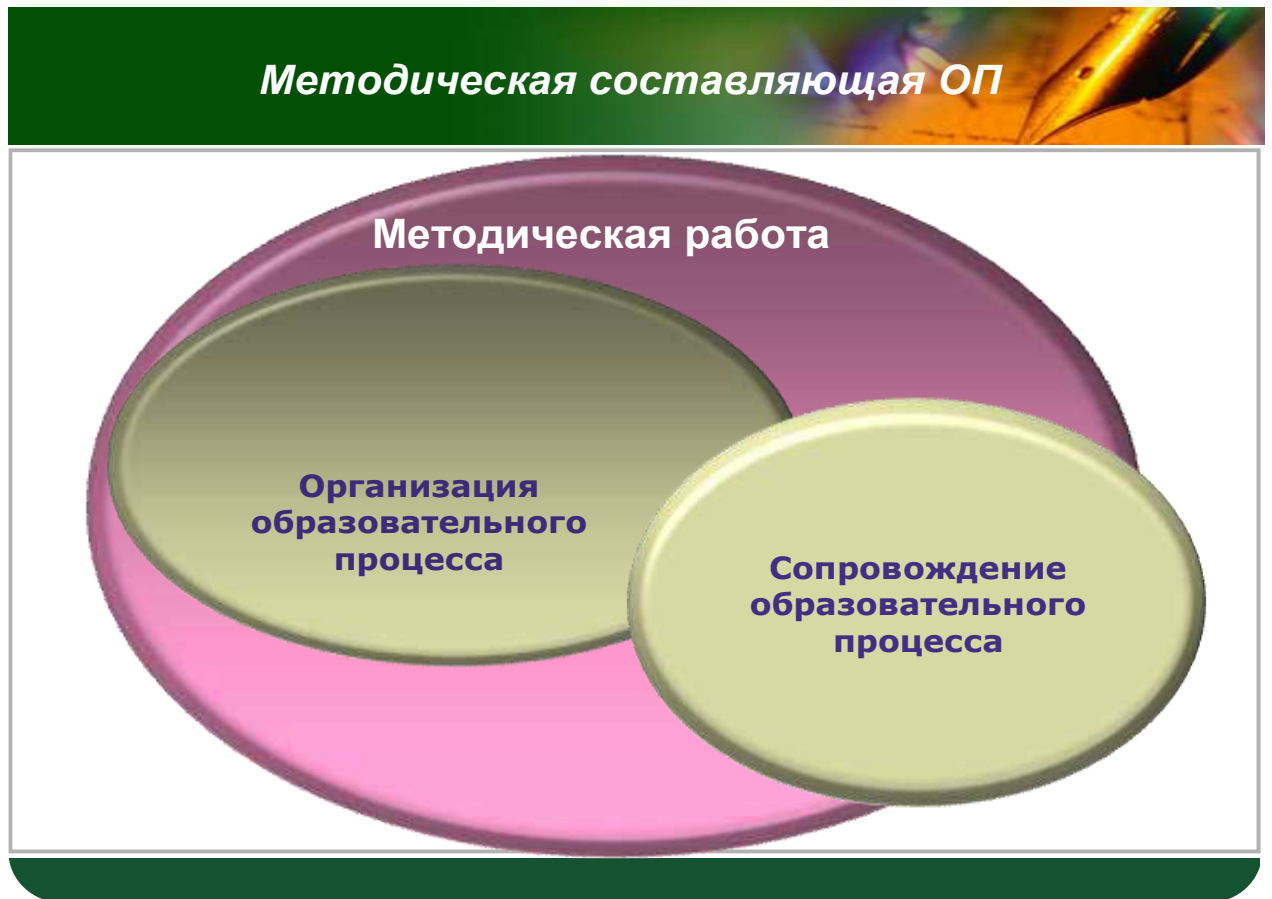 Методическая составляющая ОП
Методическая работа
Организация
образовательного
процесса
Сопровождение
образовательного
процесса